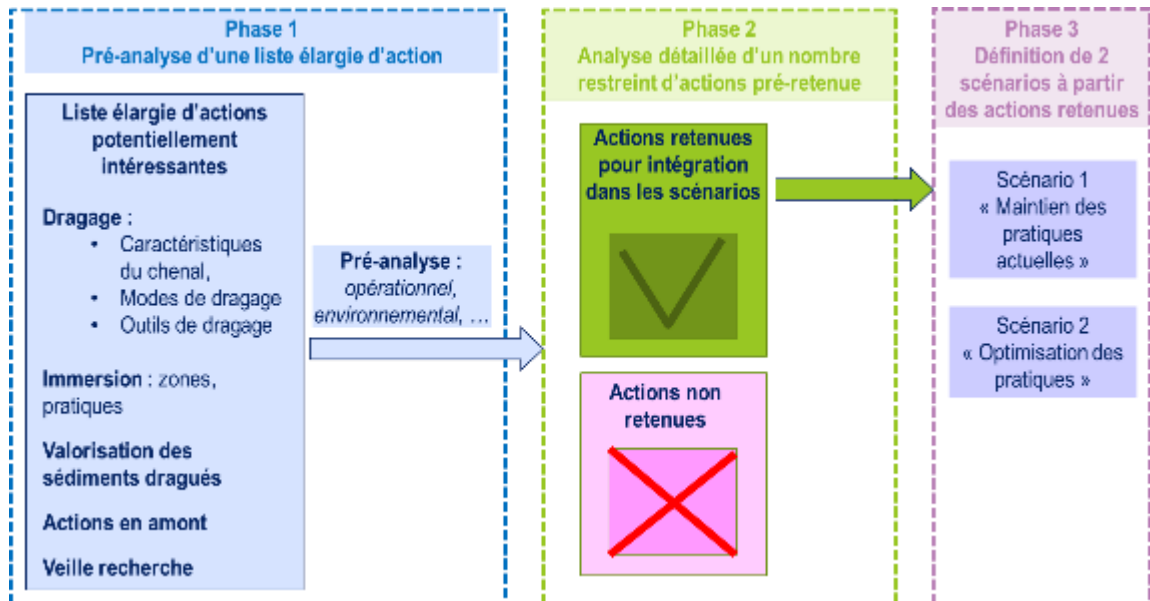 Phase 1
Pré-analyse d'une liste élargie d'action
Liste élargie d'actions
potentiellement
intéressantes
Dragage :
• Caractéristiques
du chenal,
• Modes de dragage
• Outils de dragage
Immersion : zones,
pratiques
Valorisation des
sédiments dragués
Actions en amont
Veille recherche
Pré-analyse :
opérationnel,
environnemental, ...
Phase 2
Analyse détaillée d'un nombre
restreint d'actions pré-retenue
Actions retenues
pour intégration
dans les scénarios
Actions non
retenues
Phase 3
Définition de 2
scénarios à partir
des actions retenues
Scénario 1
« Maintien des
pratiques
actuelles »
Scénario 2
« Optimisation des
pratiques »